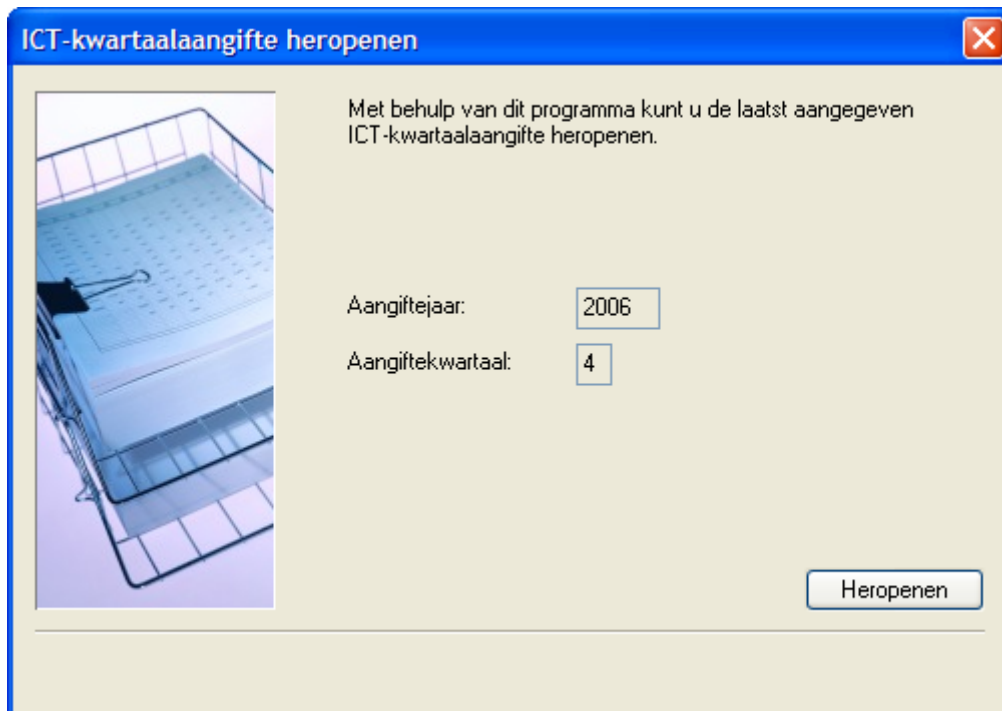 ICT-kwartaalaangifte heropenen
Met behulp van dit programma kunt u de laatst aangegeven
ICT-kwartaalaangifte heropenen.
Aangiftejaar: 2006
Aangiftekwartaal: 4
Heropenen